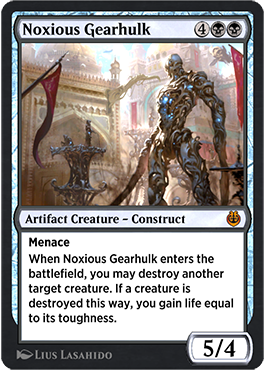 Noxious Gearhulk 4
Artifact Creature – Construct
Menace
When Noxious Gearhulk enters the
battlefield, you may destroy another
target creature. If a creature is
destroyed this way, you gain life equal
to its toughness.
5/4
Lius Lasahido